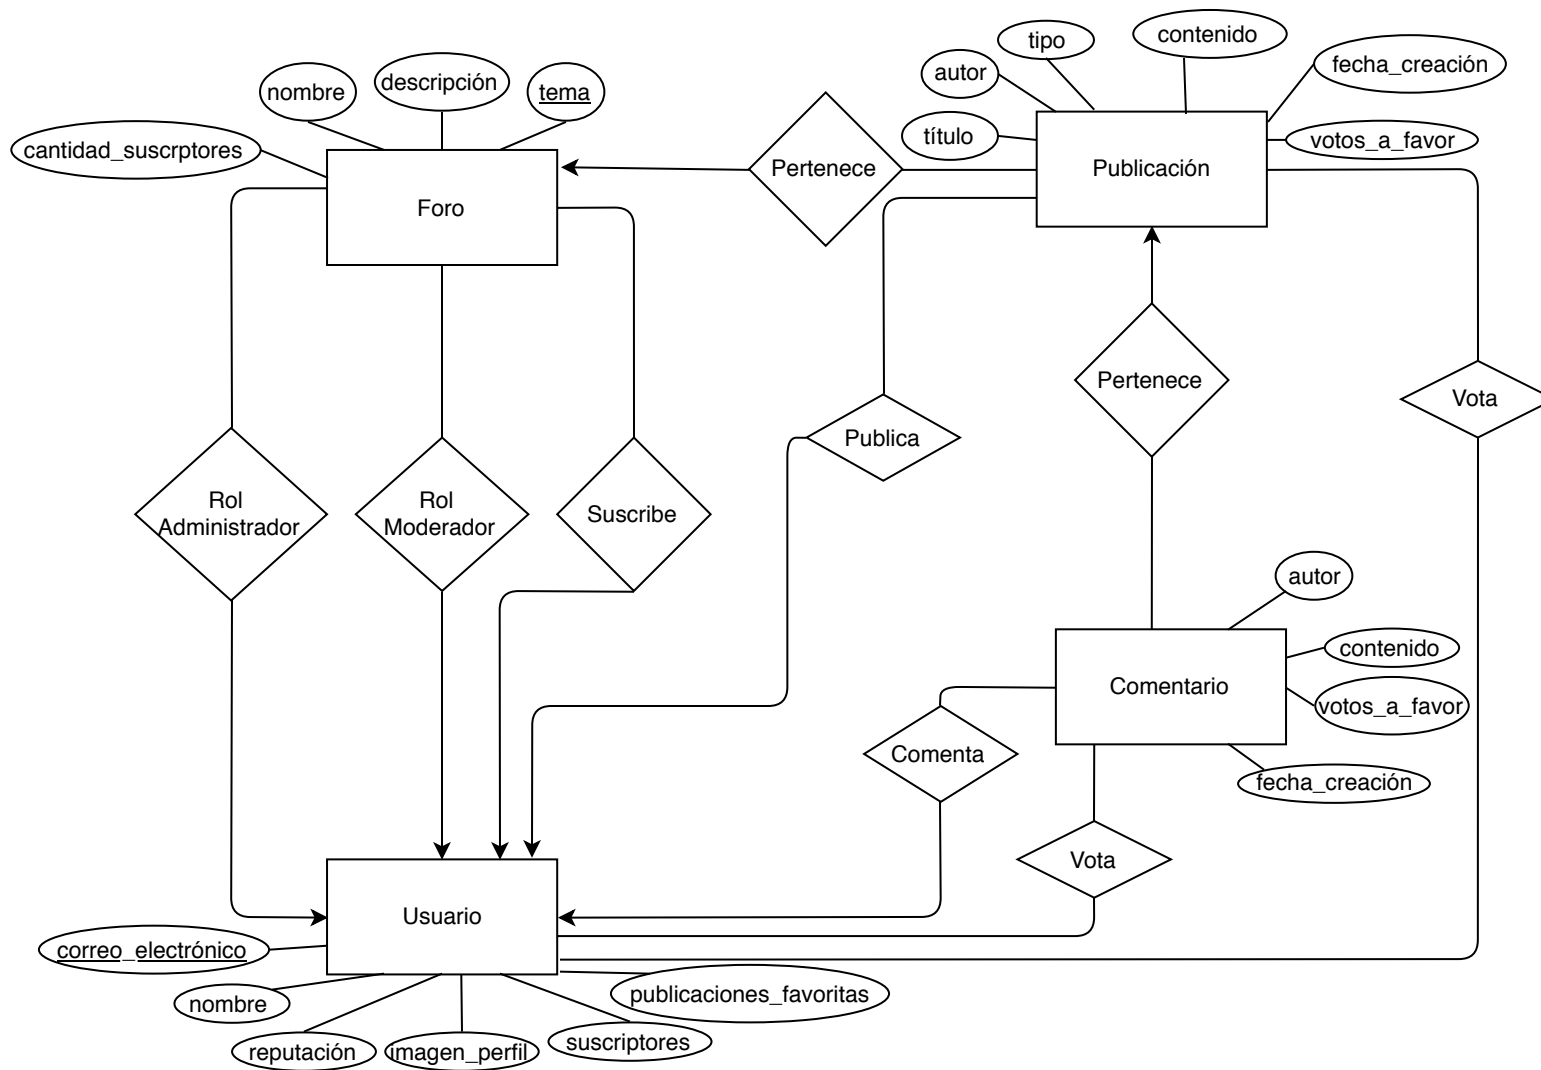 tipo
contenido
autor
fecha_creación
nombre
descripción
tema
título
votos_a_favor
cantidad_suscrptores
Pertenece
Publicación
Foro
Pertenece
Vota
Publica
Rol
Administrador
Rol
Moderador
Suscribe
autor
contenido
Comentario
votos_a_favor
Comenta
fecha_creación
Vota
Usuario
correo_electrónico
nombre
publicaciones_favoritas
reputación
imagen_perfil
suscriptores